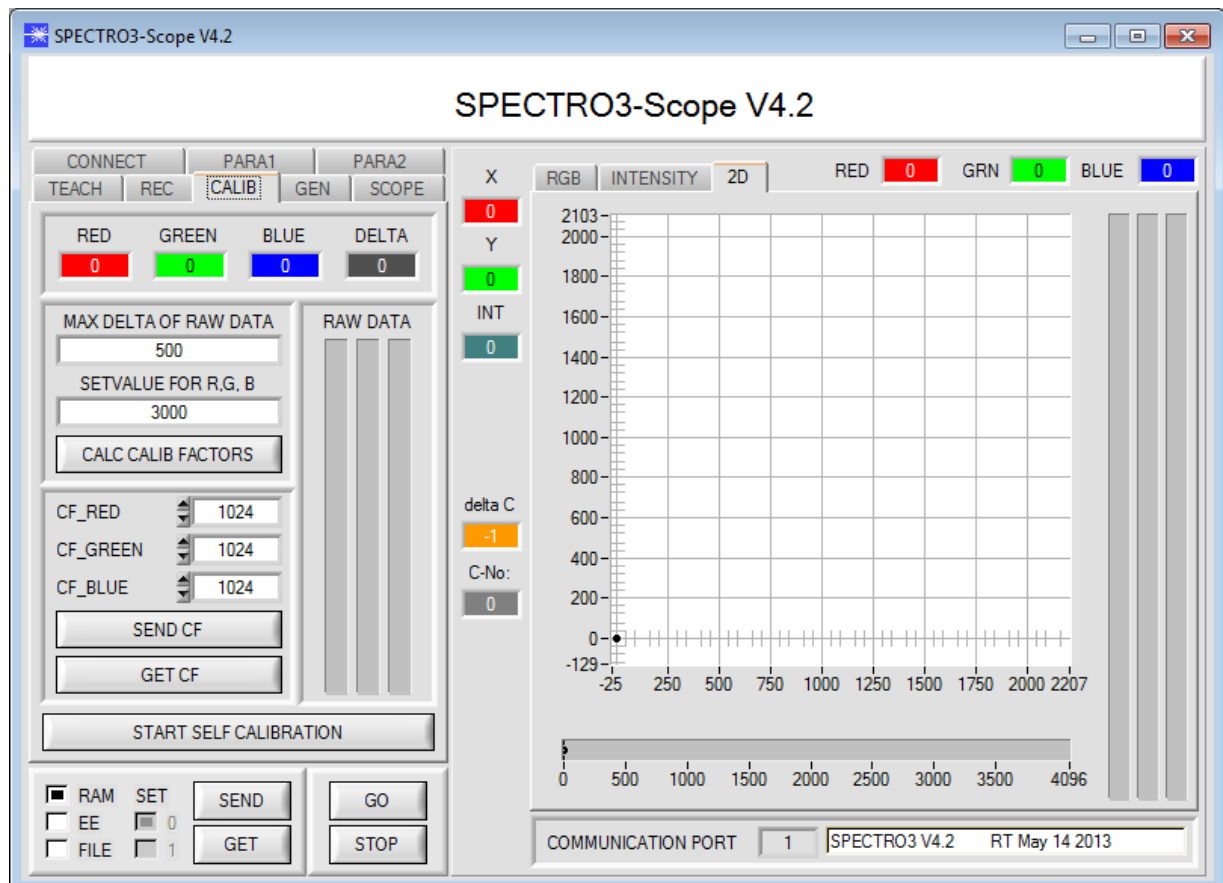 SPECTRO3-Scope V4.2
SPECTRO3-Scope V4.2
CONNECT PARA1 PARA2
TEACH REC CALIB GEN SCOPE
RED GREEN BLUE DELTA
0 0 0 0
MAX DELTA OF RAW DATA
500
SETVALUE FOR R,G, B
3000
CALC CALIB FACTORS
RAW DATA
CF_RED 1024
CF_GREEN 1024
CF_BLUE 1024
SEND CF
GET CF
START SELF CALIBRATION
RAM SET
EE 0
FILE 1
SEND
GET
GO
STOP
X
0
Y
0
INT
0
delta C
-1
C-No:
0
RGB INTENSITY 2D
RED 0 GRN 0 BLUE 0
2103
2000
1800
1600
1400
1200
1000
800
600
400
200
0
-129
-25 250 500 750 1000 1250 1500 1750 2000 2207
0 500 1000 1500 2000 2500 3000 3500 4096
COMMUNICATION PORT 1 SPECTRO3 V4.2 RT May 14 2013